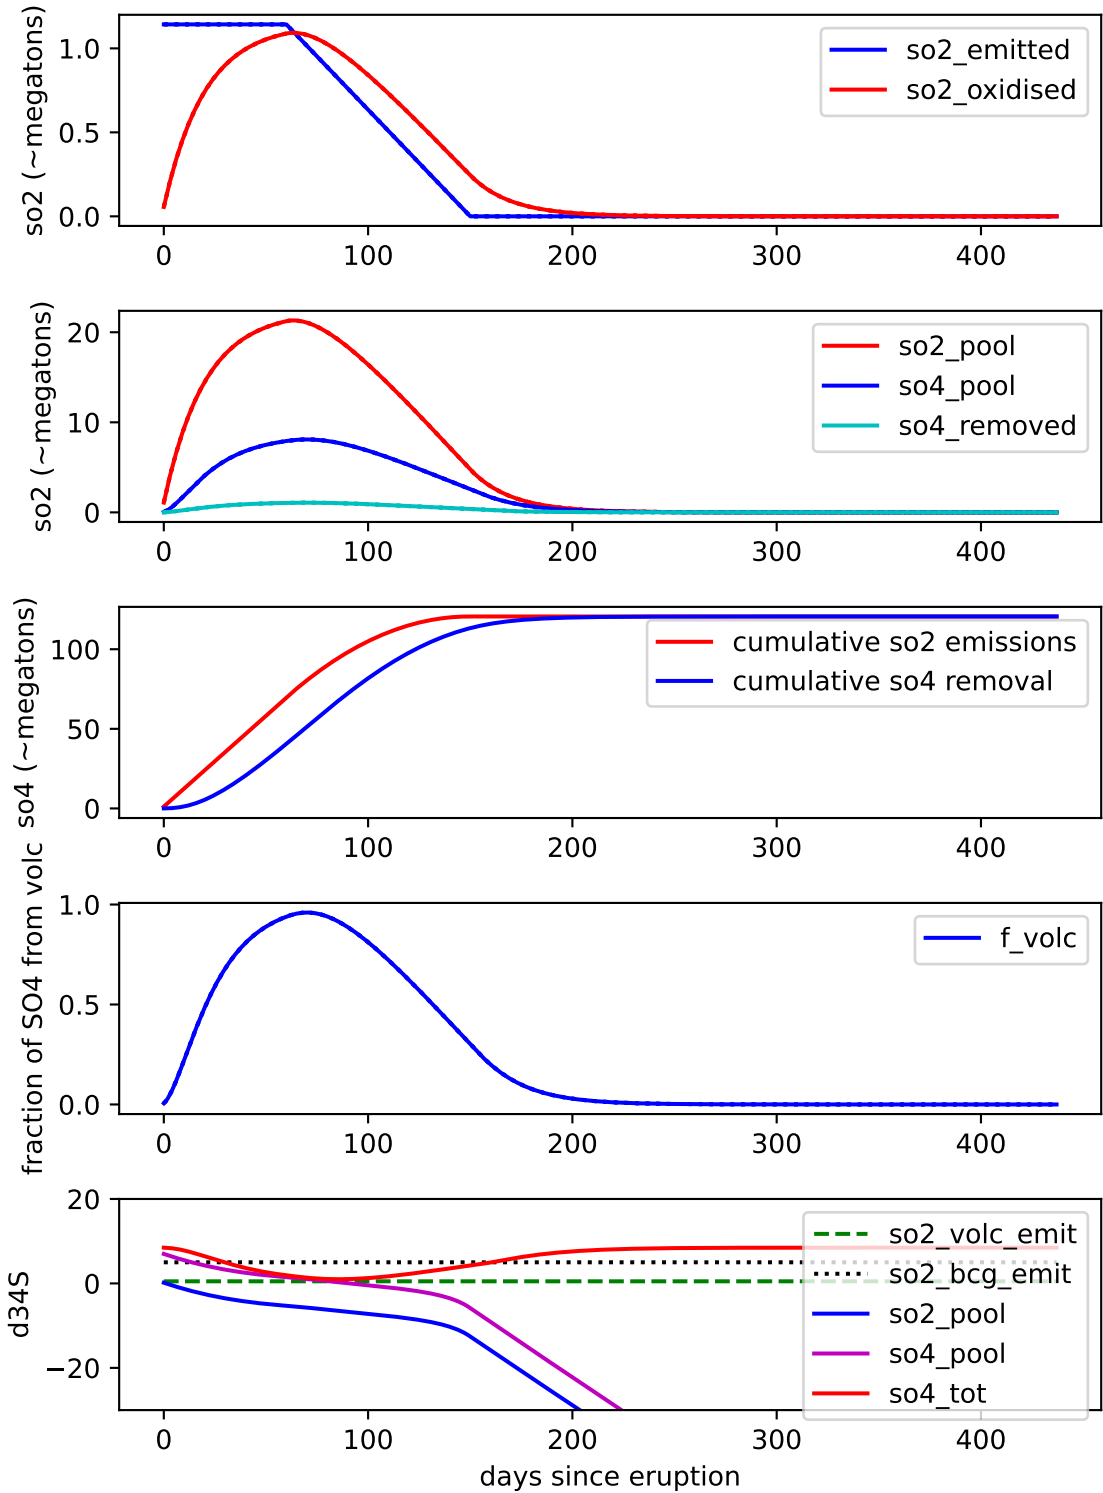 so2 (~megatons)
1.0
0.5
0.0
so2_emitted
so2_oxidised
0 100 200 300 400
so2 (~megatons)
20
10
0
so2_pool
so4_pool
so4_removed
0 100 200 300 400
so4 (~megatons)
100
50
0
cumulative so2 emissions
cumulative so4 removal
0 100 200 300 400
fraction of SO4 from volc
1.0
0.5
0.0
f_volc
0 100 200 300 400
d34S
20
0
−20
so2_volc_emit
so2_bcg_emit
so2_pool
so4_pool
so4_tot
0 100 200 300 400
days since eruption